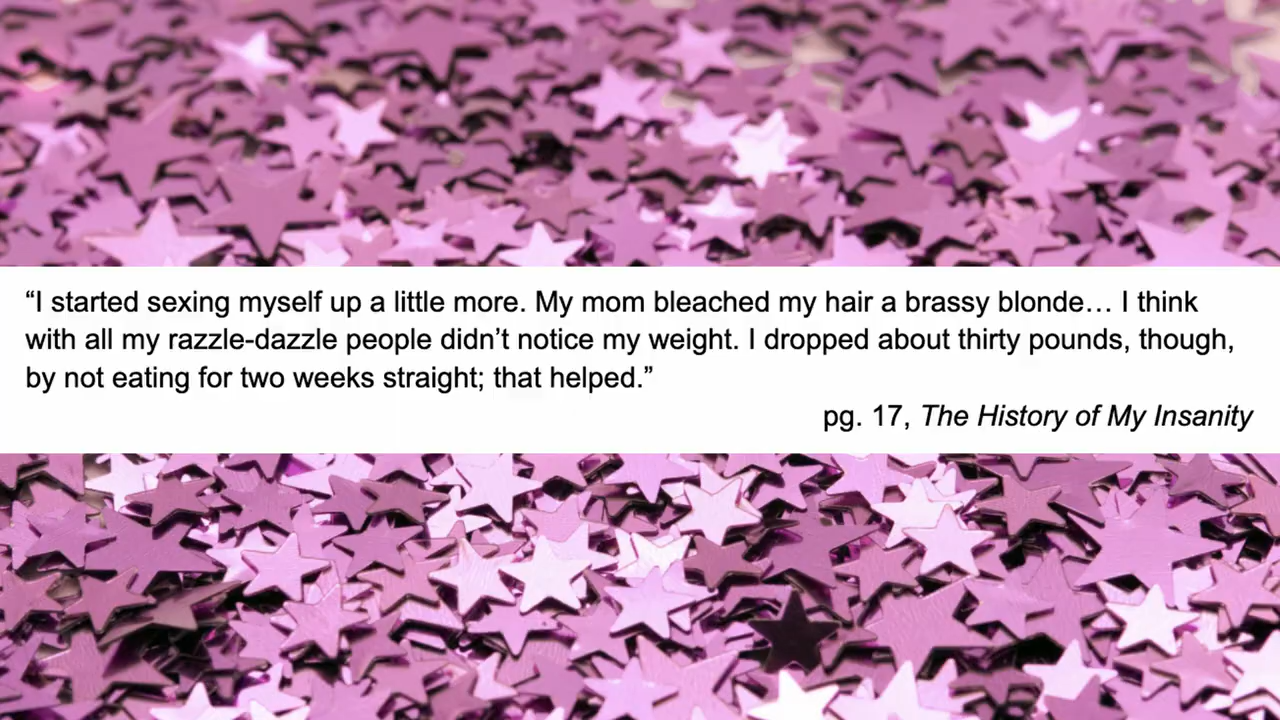 “I started sexing myself up a little more. My mom bleached my hair a brassy blonde… I think
with all my razzle-dazzle people didn’t notice my weight. I dropped about thirty pounds, though,
by not eating for two weeks straight; that helped.”
pg. 17, The History of My Insanity